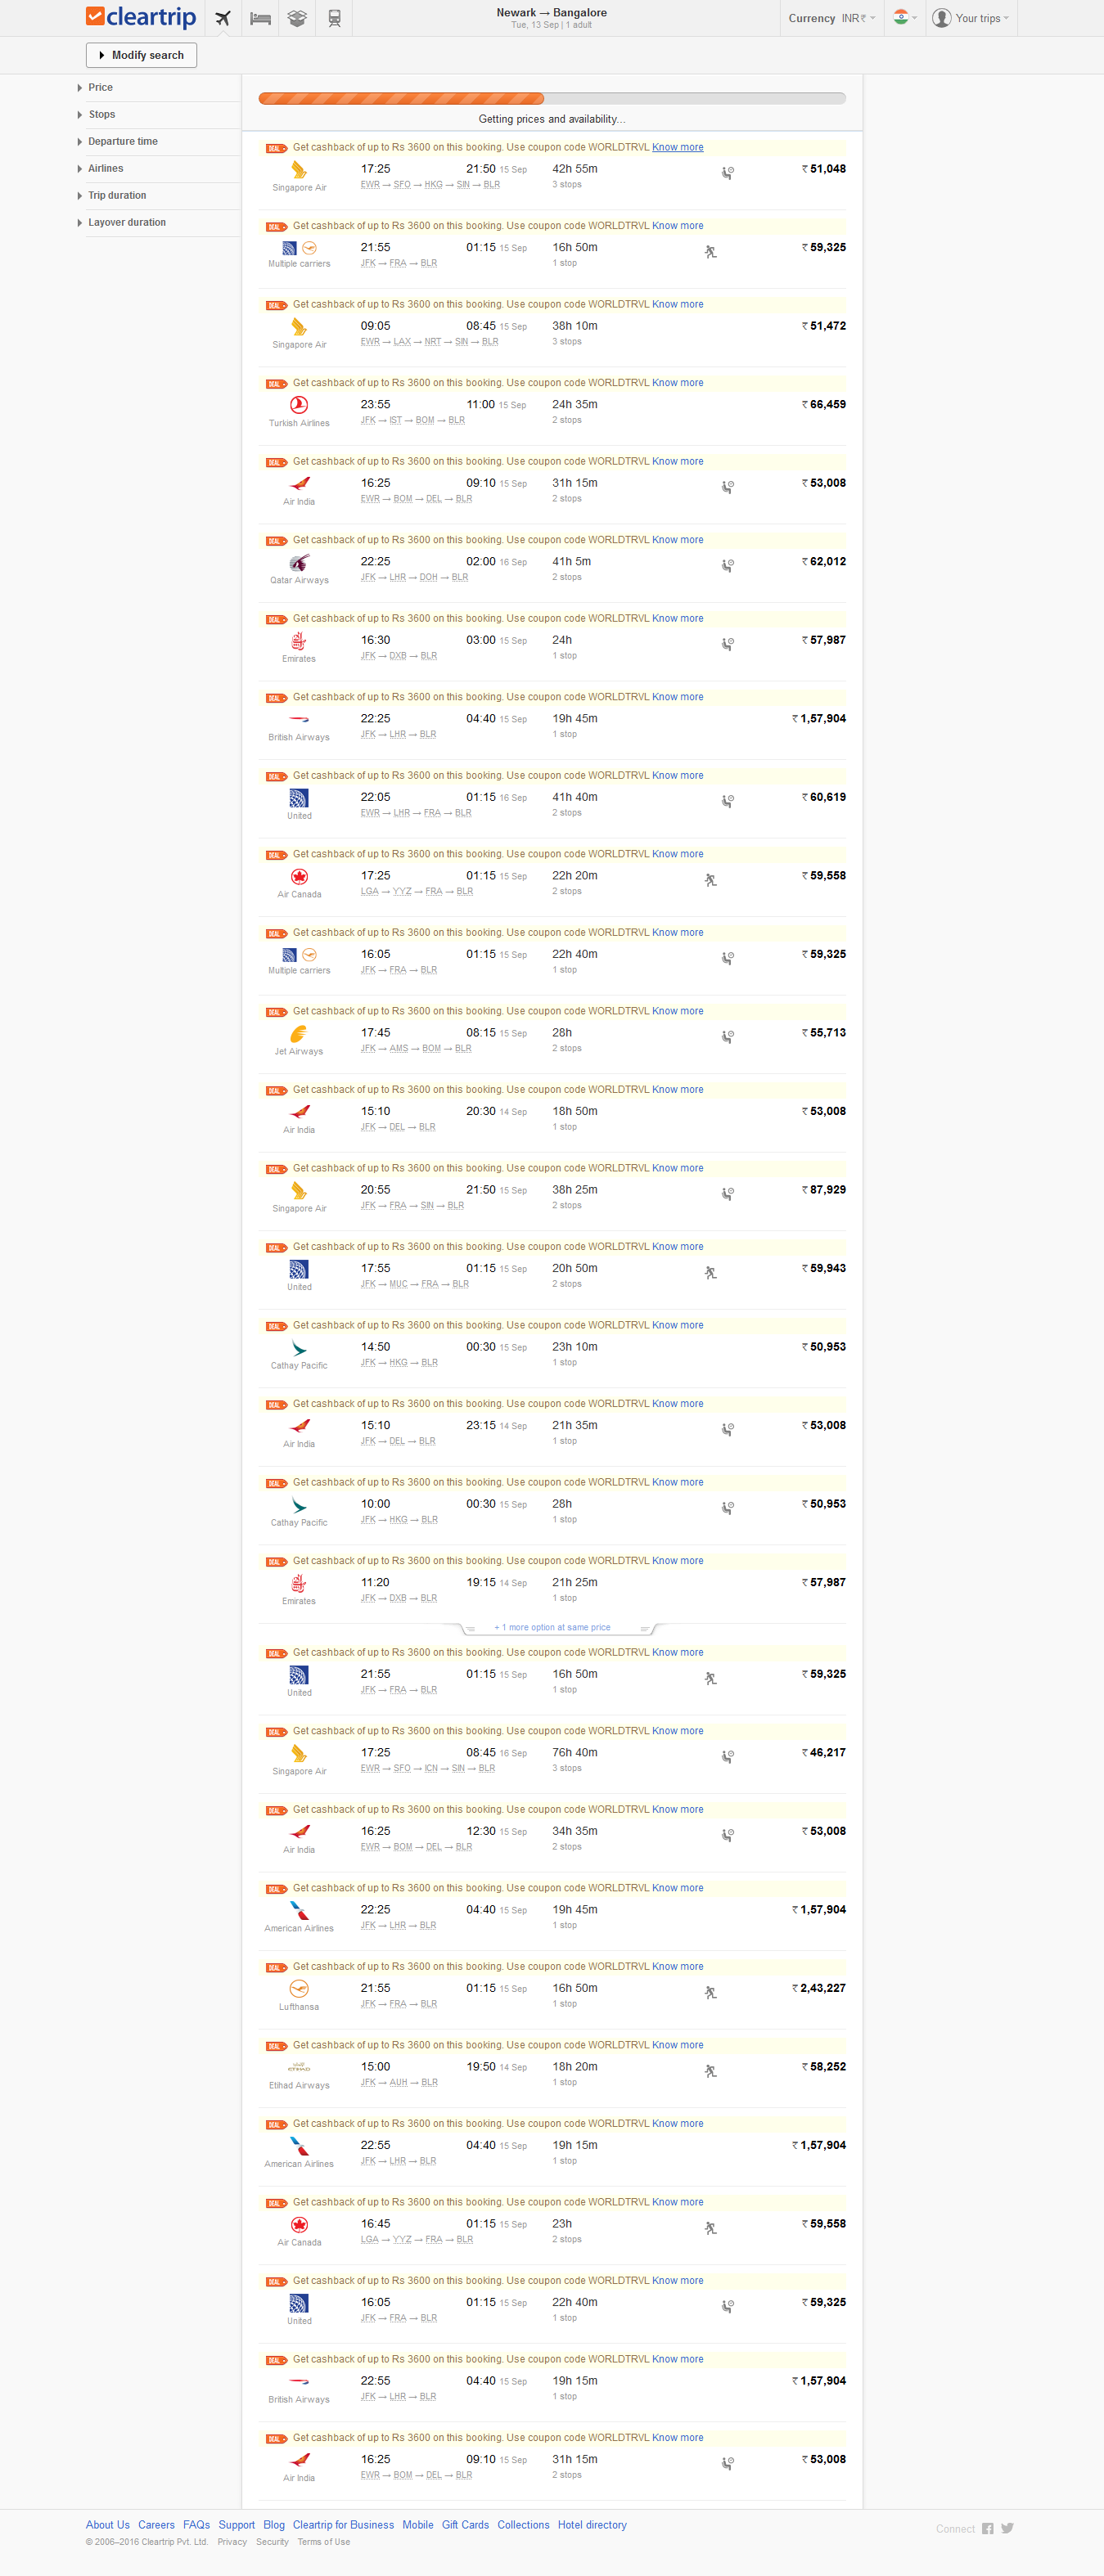 cleartrip
Newark → Bangalore
Tue, 13 Sep | 1 adult
Currency INR₹
Your trips
Modify search
Price
Stops
Departure time
Airlines
Trip duration
Layover duration
Getting prices and availability...
DEAL Get cashback of up to Rs 3600 on this booking. Use coupon code WORLDTRVL Know more
17:25 21:50 15 Sep 42h 55m ₹ 51,048
Singapore Air EWR → SFO → HKG → SIN → BLR 3 stops
DEAL Get cashback of up to Rs 3600 on this booking. Use coupon code WORLDTRVL Know more
21:55 01:15 15 Sep 16h 50m ₹ 59,325
Multiple carriers JFK → FRA → BLR 1 stop
DEAL Get cashback of up to Rs 3600 on this booking. Use coupon code WORLDTRVL Know more
09:05 08:45 15 Sep 38h 10m ₹ 51,472
Singapore Air EWR → LAX → NRT → SIN → BLR 3 stops
DEAL Get cashback of up to Rs 3600 on this booking. Use coupon code WORLDTRVL Know more
23:55 11:00 15 Sep 24h 35m ₹ 66,459
Turkish Airlines JFK → IST → BOM → BLR 2 stops
DEAL Get cashback of up to Rs 3600 on this booking. Use coupon code WORLDTRVL Know more
16:25 09:10 15 Sep 31h 15m ₹ 53,008
Air India EWR → BOM → DEL → BLR 2 stops
DEAL Get cashback of up to Rs 3600 on this booking. Use coupon code WORLDTRVL Know more
22:25 02:00 16 Sep 41h 5m ₹ 62,012
Qatar Airways JFK → LHR → DOH → BLR 2 stops
DEAL Get cashback of up to Rs 3600 on this booking. Use coupon code WORLDTRVL Know more
16:30 03:00 15 Sep 24h ₹ 57,987
Emirates JFK → DXB → BLR 1 stop
DEAL Get cashback of up to Rs 3600 on this booking. Use coupon code WORLDTRVL Know more
22:25 04:40 15 Sep 19h 45m ₹ 1,57,904
British Airways JFK → LHR → BLR 1 stop
DEAL Get cashback of up to Rs 3600 on this booking. Use coupon code WORLDTRVL Know more
22:05 01:15 16 Sep 41h 40m ₹ 60,619
United EWR → LHR → FRA → BLR 2 stops
DEAL Get cashback of up to Rs 3600 on this booking. Use coupon code WORLDTRVL Know more
17:25 01:15 15 Sep 22h 20m ₹ 59,558
Air Canada LGA → YYZ → FRA → BLR 2 stops
DEAL Get cashback of up to Rs 3600 on this booking. Use coupon code WORLDTRVL Know more
16:05 01:15 15 Sep 22h 40m ₹ 59,325
Multiple carriers JFK → FRA → BLR 1 stop
DEAL Get cashback of up to Rs 3600 on this booking. Use coupon code WORLDTRVL Know more
17:45 08:15 15 Sep 28h ₹ 55,713
Jet Airways JFK → AMS → BOM → BLR 2 stops
DEAL Get cashback of up to Rs 3600 on this booking. Use coupon code WORLDTRVL Know more
15:10 20:30 14 Sep 18h 50m ₹ 53,008
Air India JFK → DEL → BLR 1 stop
DEAL Get cashback of up to Rs 3600 on this booking. Use coupon code WORLDTRVL Know more
20:55 21:50 15 Sep 38h 25m ₹ 87,929
Singapore Air JFK → FRA → SIN → BLR 2 stops
DEAL Get cashback of up to Rs 3600 on this booking. Use coupon code WORLDTRVL Know more
17:55 01:15 15 Sep 20h 50m ₹ 59,943
United JFK → MUC → FRA → BLR 2 stops
DEAL Get cashback of up to Rs 3600 on this booking. Use coupon code WORLDTRVL Know more
14:50 00:30 15 Sep 23h 10m ₹ 50,953
Cathay Pacific JFK → HKG → BLR 1 stop
DEAL Get cashback of up to Rs 3600 on this booking. Use coupon code WORLDTRVL Know more
15:10 23:15 14 Sep 21h 35m ₹ 53,008
Air India JFK → DEL → BLR 1 stop
DEAL Get cashback of up to Rs 3600 on this booking. Use coupon code WORLDTRVL Know more
10:00 00:30 15 Sep 28h ₹ 50,953
Cathay Pacific JFK → HKG → BLR 1 stop
DEAL Get cashback of up to Rs 3600 on this booking. Use coupon code WORLDTRVL Know more
11:20 19:15 14 Sep 21h 25m ₹ 57,987
Emirates JFK → DXB → BLR 1 stop
+ 1 more option at same price
DEAL Get cashback of up to Rs 3600 on this booking. Use coupon code WORLDTRVL Know more
21:55 01:15 15 Sep 16h 50m ₹ 59,325
United JFK → FRA → BLR 1 stop
DEAL Get cashback of up to Rs 3600 on this booking. Use coupon code WORLDTRVL Know more
17:25 08:45 16 Sep 76h 40m ₹ 46,217
Singapore Air EWR → SFO → ICN → SIN → BLR 3 stops
DEAL Get cashback of up to Rs 3600 on this booking. Use coupon code WORLDTRVL Know more
16:25 12:30 15 Sep 34h 35m ₹ 53,008
Air India EWR → BOM → DEL → BLR 2 stops
DEAL Get cashback of up to Rs 3600 on this booking. Use coupon code WORLDTRVL Know more
22:25 04:40 15 Sep 19h 45m ₹ 1,57,904
American Airlines JFK → LHR → BLR 1 stop
DEAL Get cashback of up to Rs 3600 on this booking. Use coupon code WORLDTRVL Know more
21:55 01:15 15 Sep 16h 50m ₹ 2,43,227
Lufthansa JFK → FRA → BLR 1 stop
DEAL Get cashback of up to Rs 3600 on this booking. Use coupon code WORLDTRVL Know more
15:00 19:50 14 Sep 18h 20m ₹ 58,252
Etihad Airways JFK → AUH → BLR 1 stop
DEAL Get cashback of up to Rs 3600 on this booking. Use coupon code WORLDTRVL Know more
22:55 04:40 15 Sep 19h 15m ₹ 1,57,904
American Airlines JFK → LHR → BLR 1 stop
DEAL Get cashback of up to Rs 3600 on this booking. Use coupon code WORLDTRVL Know more
16:45 01:15 15 Sep 23h ₹ 59,558
Air Canada LGA → YYZ → FRA → BLR 2 stops
DEAL Get cashback of up to Rs 3600 on this booking. Use coupon code WORLDTRVL Know more
16:05 01:15 15 Sep 22h 40m ₹ 59,325
United JFK → FRA → BLR 1 stop
DEAL Get cashback of up to Rs 3600 on this booking. Use coupon code WORLDTRVL Know more
22:55 04:40 15 Sep 19h 15m ₹ 1,57,904
British Airways JFK → LHR → BLR 1 stop
DEAL Get cashback of up to Rs 3600 on this booking. Use coupon code WORLDTRVL Know more
16:25 09:10 15 Sep 31h 15m ₹ 53,008
Air India EWR → BOM → DEL → BLR 2 stops
About Us Careers FAQs Support Blog Cleartrip for Business Mobile Gift Cards Collections Hotel directory
© 2006–2016 Cleartrip Pvt. Ltd. Privacy Security Terms of Use
Connect